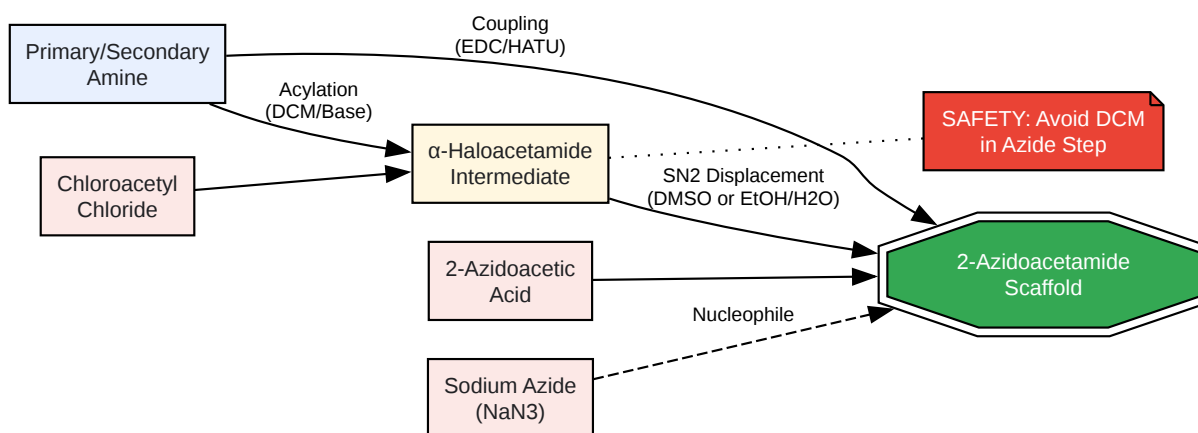 Primary/Secondary
Amine
Coupling
(EDC/HATU)
Acylation
(DCM/Base)
Chloroacetyl
Chloride
α-Haloacetamide
Intermediate
SAFETY: Avoid DCM
in Azide Step
SN2 Displacement
(DMSO or EtOH/H2O)
2-Azidoacetic
Acid
2-Azidoacetamide
Scaffold
Nucleophile
Sodium Azide
(NaN3)